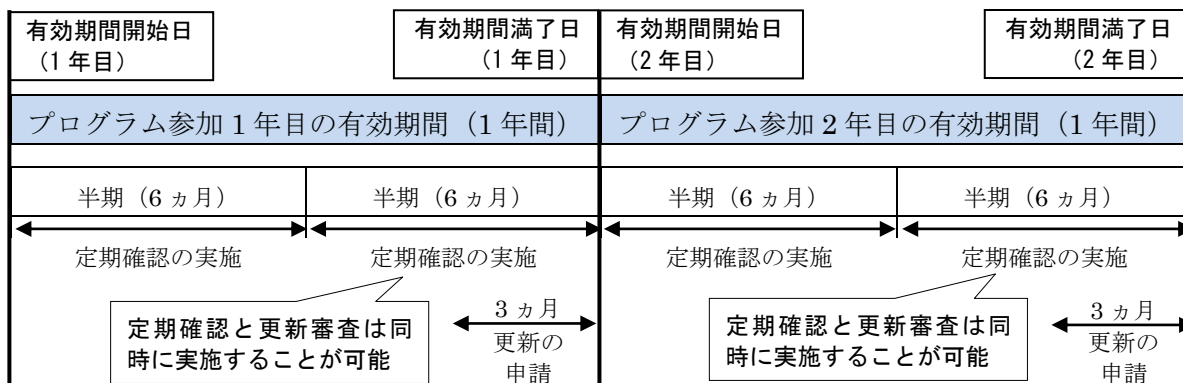 有効期間開始日
（1年目）
有効期間満了日
（1年目）
有効期間開始日
（2年目）
有効期間満了日
（2年目）
プログラム参加 1 年目の有効期間（1 年間）
プログラム参加 2 年目の有効期間（1 年間）
半期（6 ヵ月）
半期（6 ヵ月）
半期（6 ヵ月）
半期（6 ヵ月）
定期確認の実施
定期確認の実施
定期確認の実施
定期確認の実施
定期確認と更新審査は同
時に実施することが可能
3 ヵ月
更新の
申請
定期確認と更新審査は同
時に実施することが可能
3 ヵ月
更新の
申請